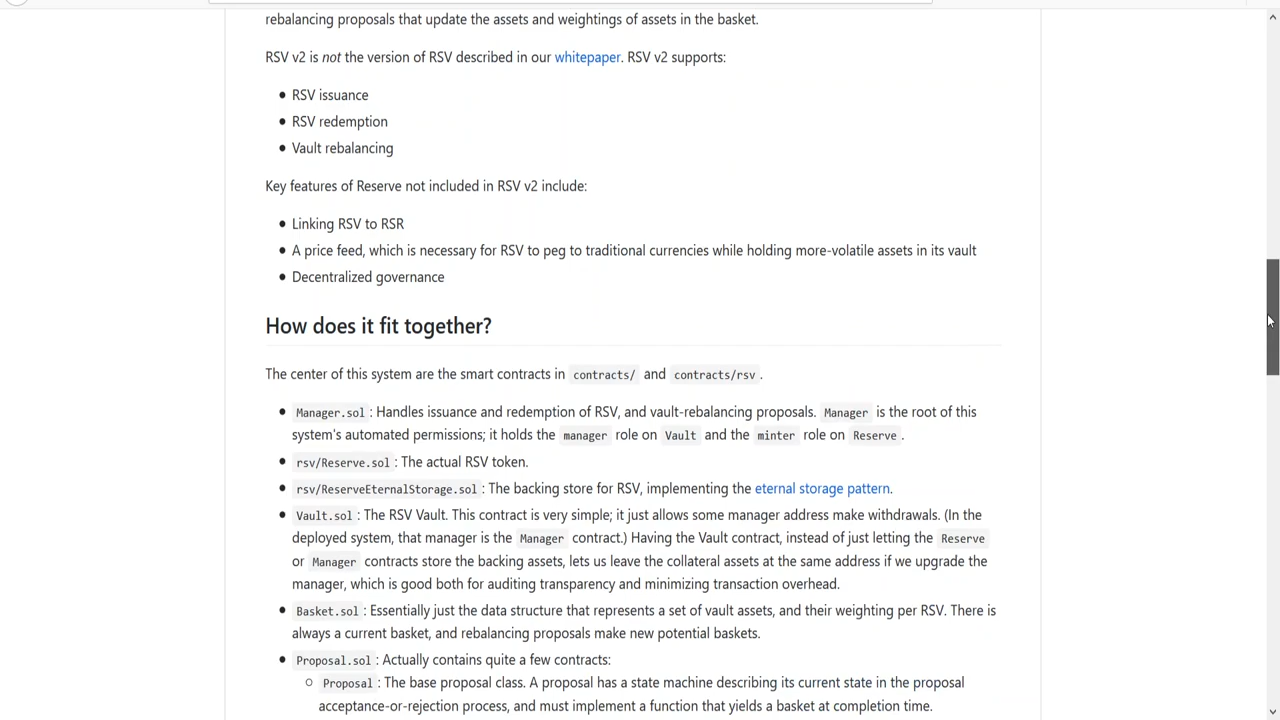 rebalancing proposals that update the assets and weightings of assets in the basket.
RSV v2 is not the version of RSV described in our whitepaper. RSV v2 supports:
• RSV issuance
• RSV redemption
• Vault rebalancing
Key features of Reserve not included in RSV v2 include:
• Linking RSV to RSR
• A price feed, which is necessary for RSV to peg to traditional currencies while holding more-volatile assets in its vault
• Decentralized governance
How does it fit together?
The center of this system are the smart contracts in contracts/ and contracts/rsv .
• Manager.sol : Handles issuance and redemption of RSV, and vault-rebalancing proposals. Manager is the root of this
system's automated permissions; it holds the manager role on Vault and the minter role on Reserve .
• rsv/Reserve.sol : The actual RSV token.
• rsv/ReserveEternalStorage.sol : The backing store for RSV, implementing the eternal storage pattern.
• Vault.sol : The RSV Vault. This contract is very simple; it just allows some manager address make withdrawals. (In the
deployed system, that manager is the Manager contract.) Having the Vault contract, instead of just letting the Reserve
or Manager contracts store the backing assets, lets us leave the collateral assets at the same address if we upgrade the
manager, which is good both for auditing transparency and minimizing transaction overhead.
• Basket.sol : Essentially just the data structure that represents a set of vault assets, and their weighting per RSV. There is
always a current basket, and rebalancing proposals make new potential baskets.
• Proposal.sol : Actually contains quite a few contracts:
○ Proposal : The base proposal class. A proposal has a state machine describing its current state in the proposal
acceptance-or-rejection process, and must implement a function that yields a basket at completion time.